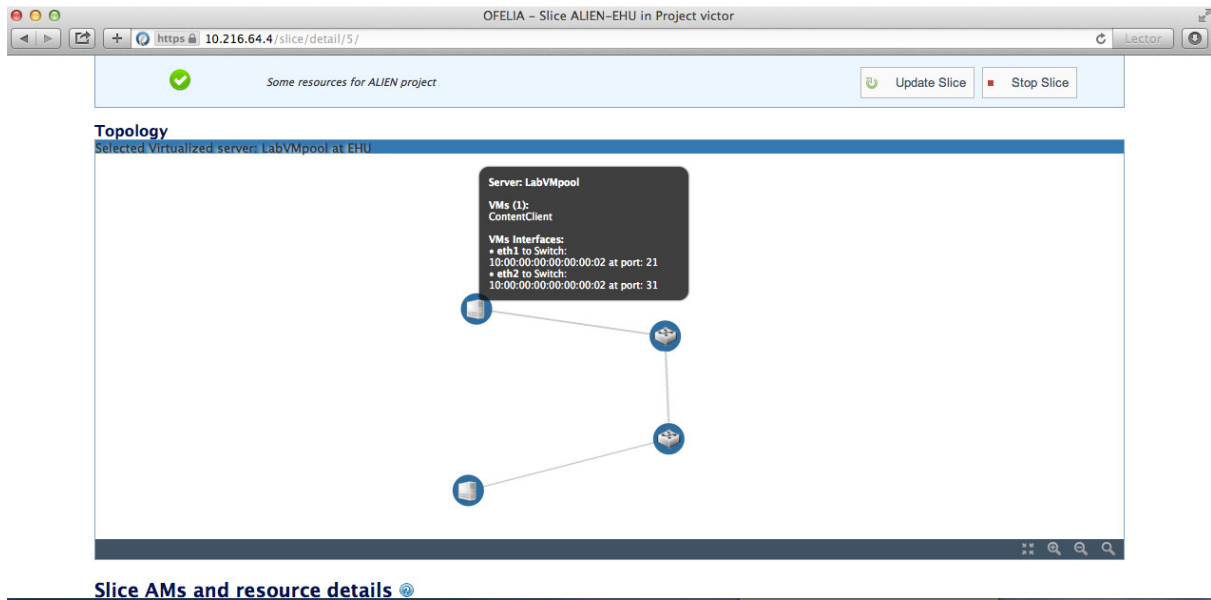 OFELIA – Slice ALIEN-EHU in Project victor
https 10.216.64.4/slice/detail/5/
Lector
Some resources for ALIEN project
Update Slice
Stop Slice
Topology
Selected Virtualized server: LabVMpool at EHU
Server: LabVMpool
VMs (1):
ContentClient
VMs Interfaces:
• eth1 to Switch:
10:00:00:00:00:00:00:02 at port: 21
• eth2 to Switch:
10:00:00:00:00:00:00:02 at port: 31
Slice AMs and resource details